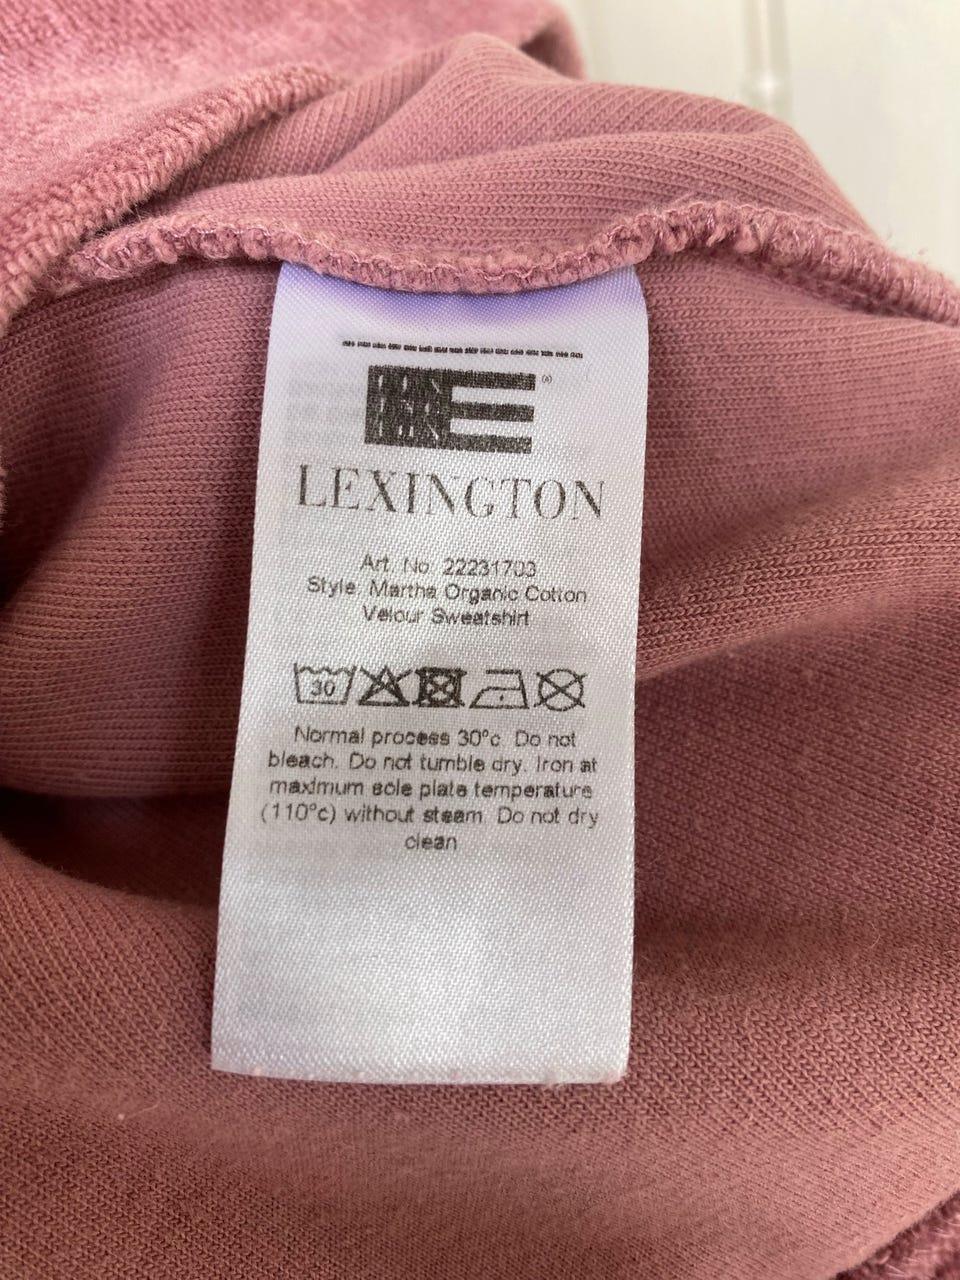 LEXINGTON
Art. No. 22231703
Style. Martha Organic Cotton
Velour Sweatshirt
30
Normal process 30°c. Do not
bleach. Do not tumble dry. Iron at
maximum sole plate temperature
(110°c) without steam. Do not dry
clean